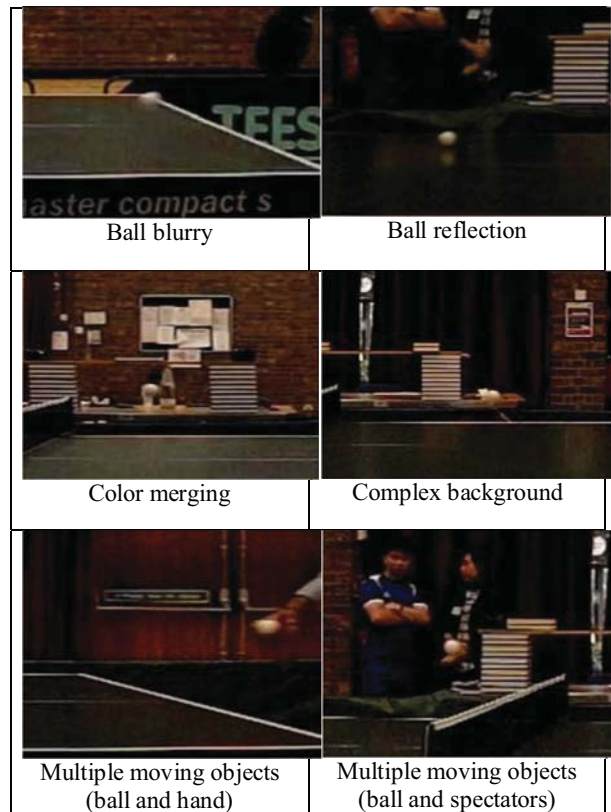 TEES
master compact s
Ball blurry
Ball reflection
Color merging
Complex background
Multiple moving objects
(ball and hand)
Multiple moving objects
(ball and spectators)